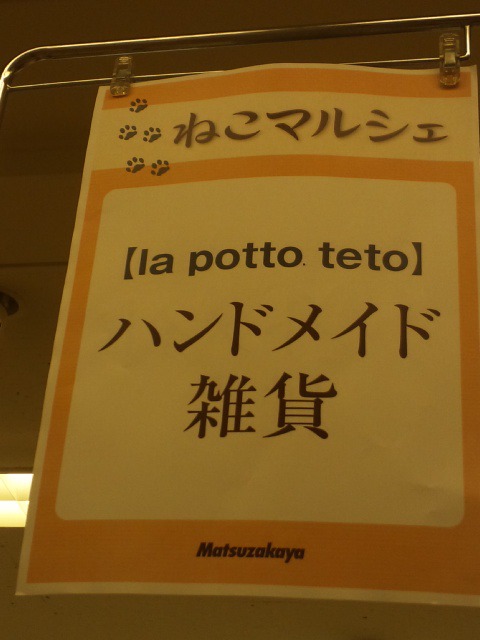 ねこマルシェ
【la potto. teto】
ハンドメイド
雑貨
Matsuzakaya